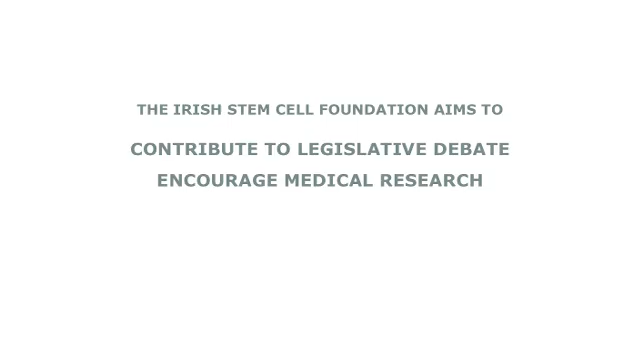 THE IRISH STEM CELL FOUNDATION AIMS TO
CONTRIBUTE TO LEGISLATIVE DEBATE
ENCOURAGE MEDICAL RESEARCH